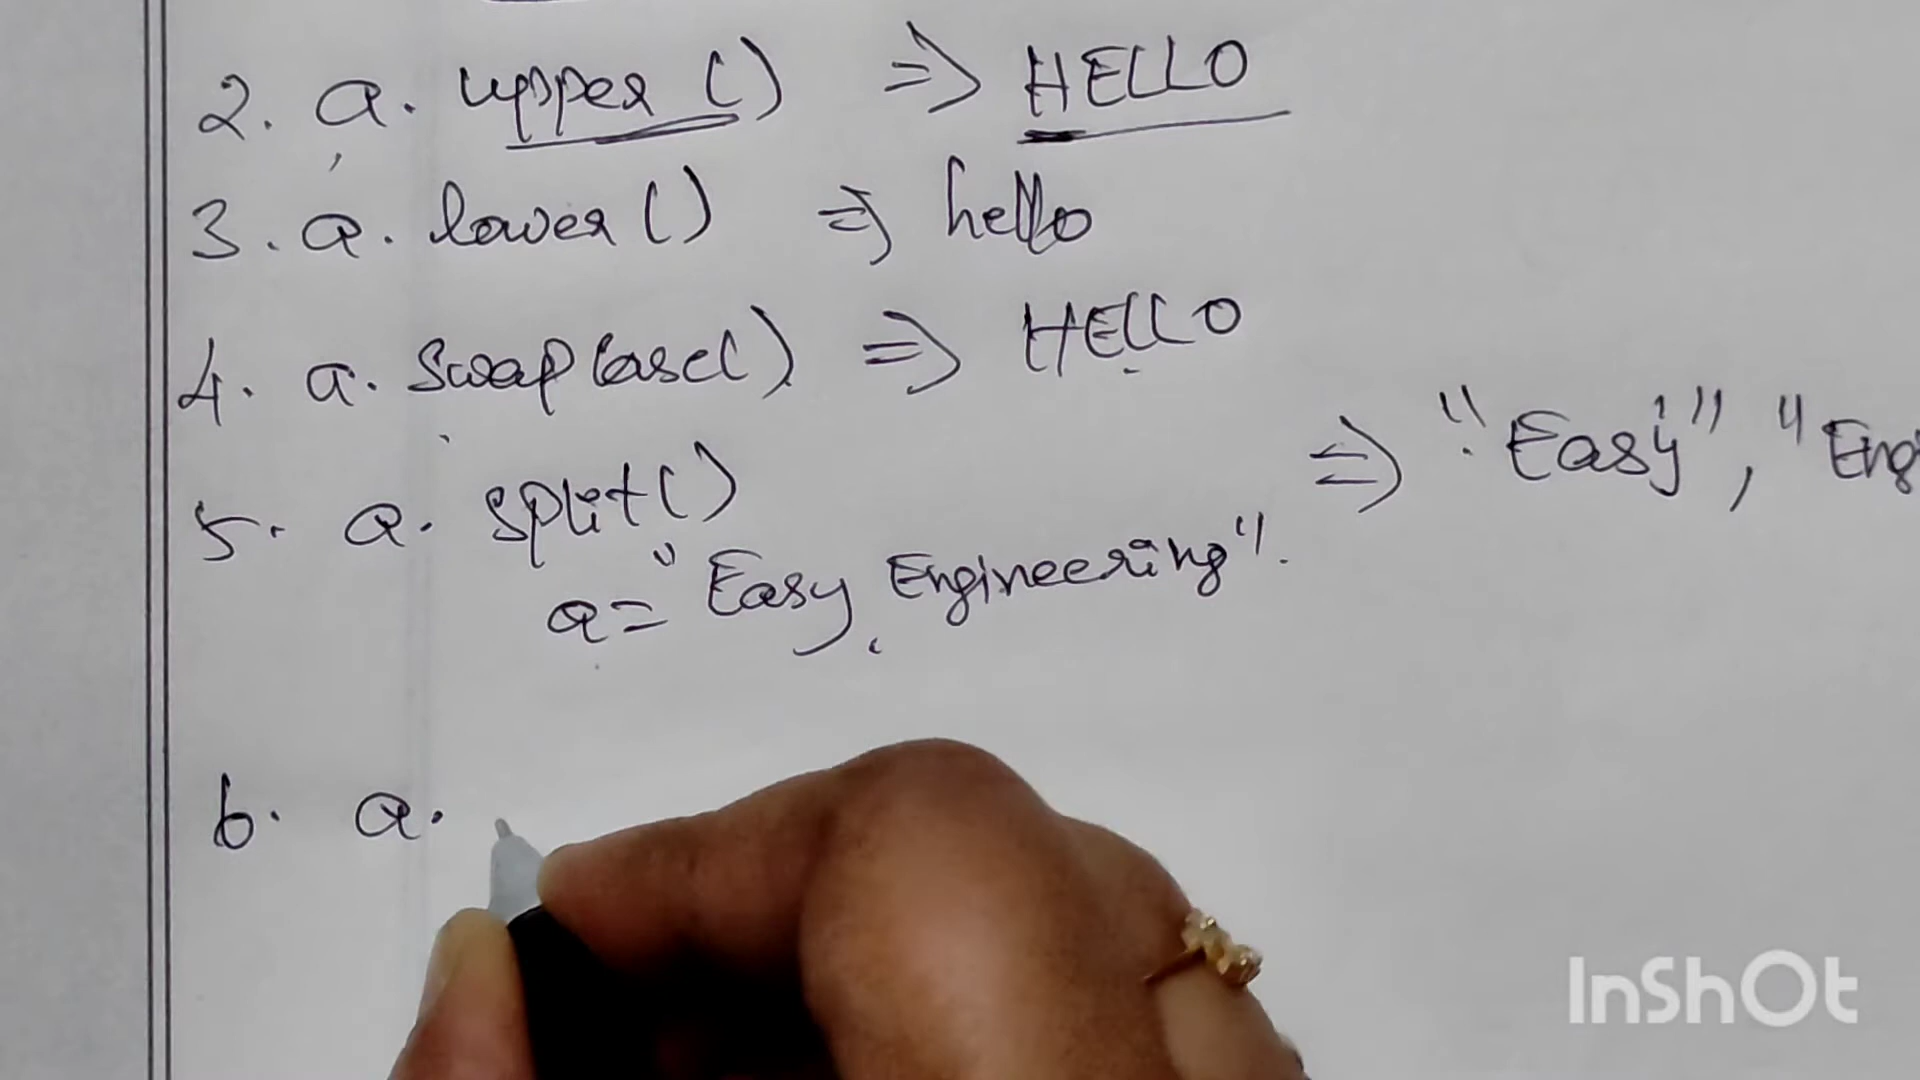 2. a. upper () => HELLO
3. a. lower () => hello
4. a. swapcase() => HELLO
5. a. split() => "Easy", "Eng
a = "Easy Engineering".
6. a.
InShOt